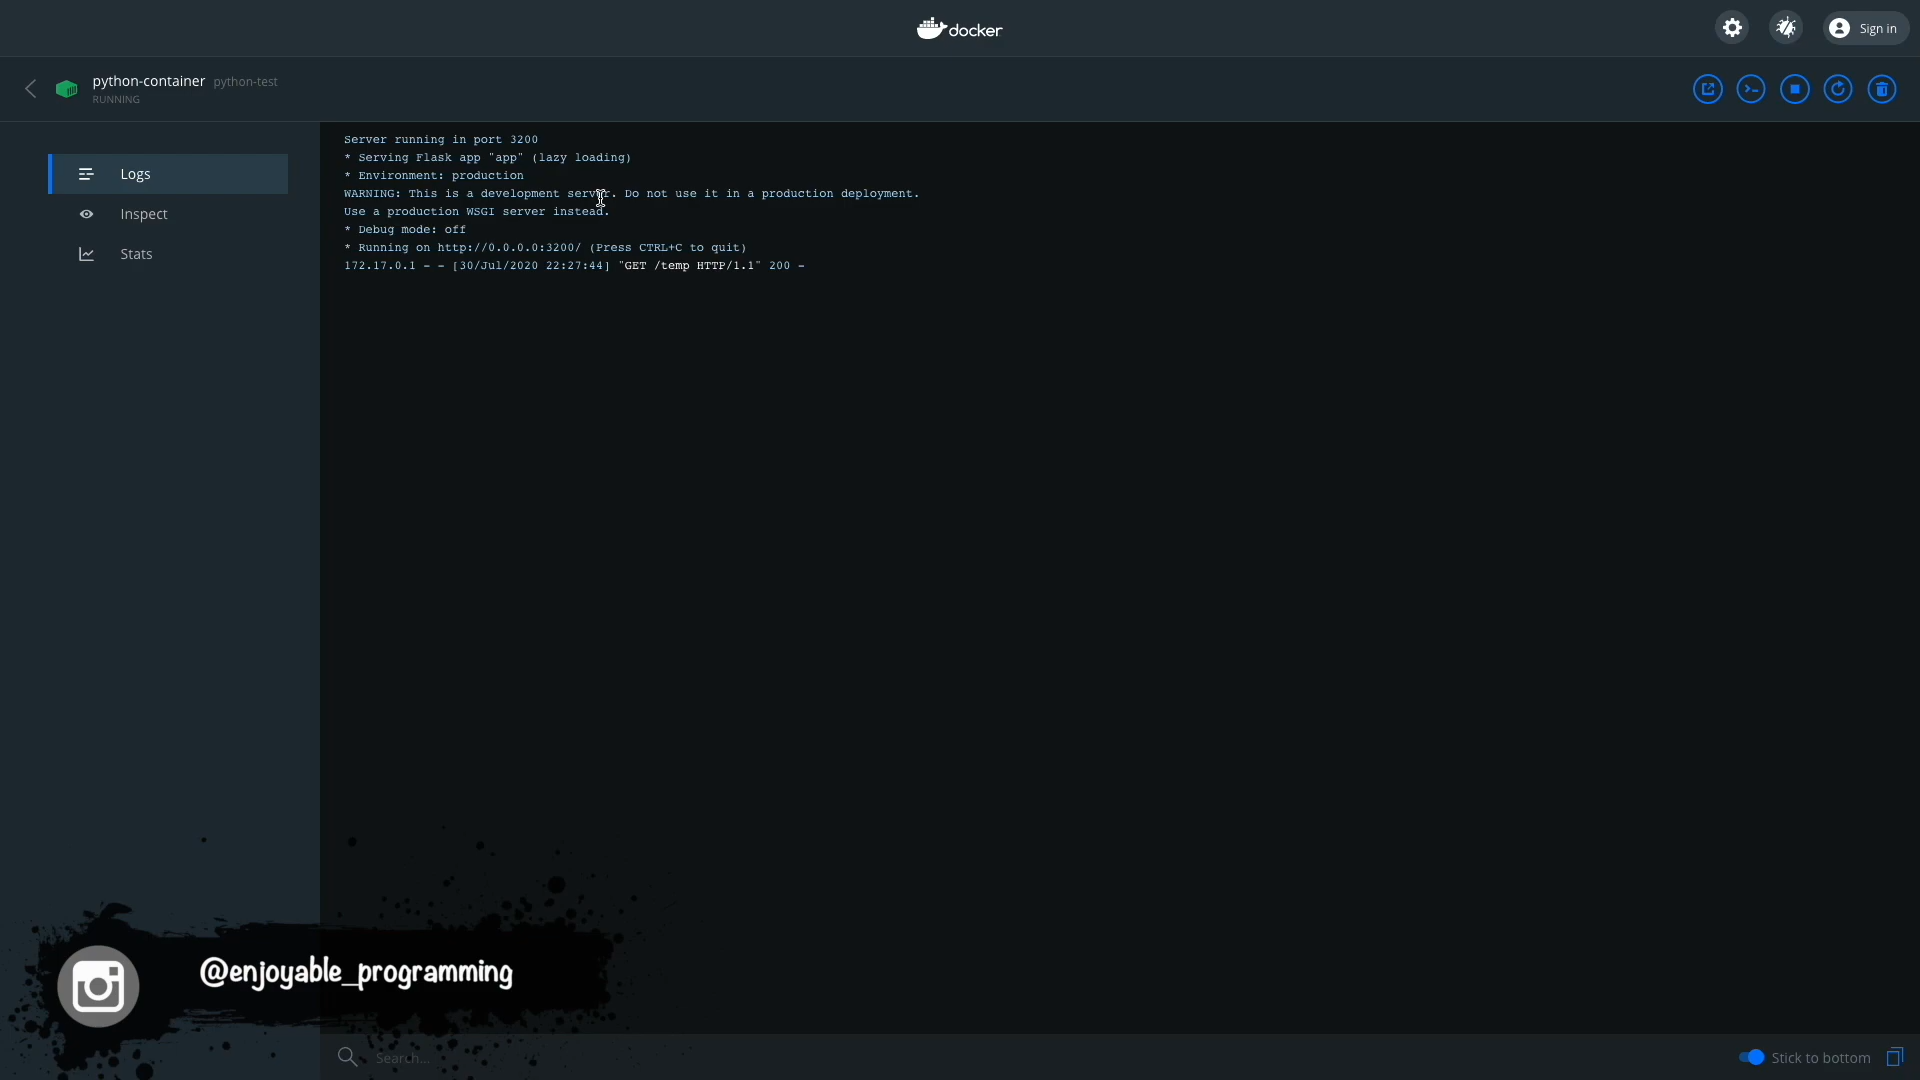 docker
Sign in
python-container python-test
RUNNING
Logs
Inspect
Stats
Server running in port 3200
* Serving Flask app "app" (lazy loading)
* Environment: production
WARNING: This is a development server. Do not use it in a production deployment.
Use a production WSGI server instead.
* Debug mode: off
* Running on http://0.0.0.0:3200/ (Press CTRL+C to quit)
172.17.0.1 - - [30/Jul/2020 22:27:44] "GET /temp HTTP/1.1" 200 -
@enjoyable_programming
Search...
Stick to bottom